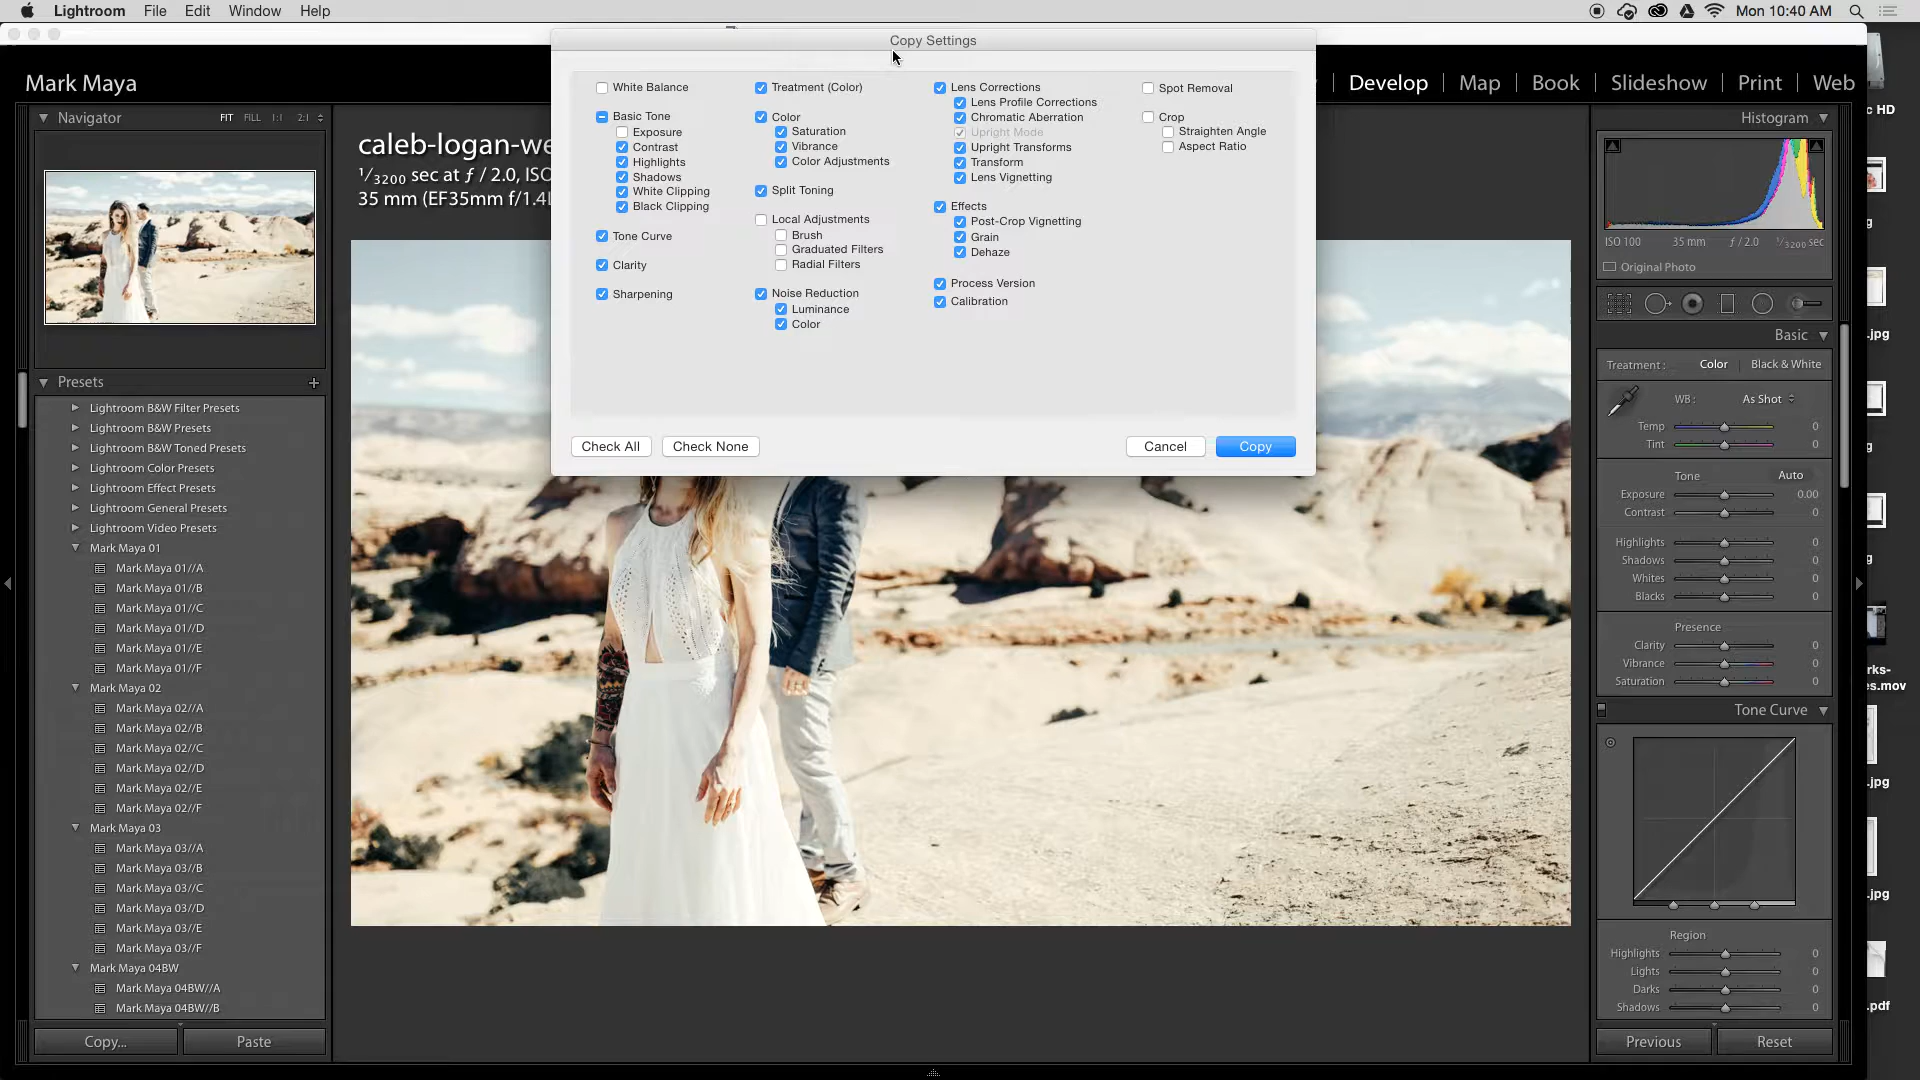 Lightroom File Edit Window Help
Mon 10:40 AM
Copy Settings
Mark Maya
Develop | Map | Book | Slideshow | Print | Web
Navigator FIT FILL 1:1 2:1
caleb-logan-we
1/3200 sec at ƒ / 2.0, ISO
35 mm (EF35mm f/1.4L
White Balance
Basic Tone
Exposure
Contrast
Highlights
Shadows
White Clipping
Black Clipping
Tone Curve
Clarity
Sharpening
Treatment (Color)
Color
Saturation
Vibrance
Color Adjustments
Split Toning
Local Adjustments
Brush
Graduated Filters
Radial Filters
Noise Reduction
Luminance
Color
Lens Corrections
Lens Profile Corrections
Chromatic Aberration
Upright Mode
Upright Transforms
Transform
Lens Vignetting
Effects
Post-Crop Vignetting
Grain
Dehaze
Process Version
Calibration
Spot Removal
Crop
Straighten Angle
Aspect Ratio
Check All Check None Cancel Copy
Presets +
Lightroom B&W Filter Presets
Lightroom B&W Presets
Lightroom B&W Toned Presets
Lightroom Color Presets
Lightroom Effect Presets
Lightroom General Presets
Lightroom Video Presets
Mark Maya 01
Mark Maya 01//A
Mark Maya 01//B
Mark Maya 01//C
Mark Maya 01//D
Mark Maya 01//E
Mark Maya 01//F
Mark Maya 02
Mark Maya 02//A
Mark Maya 02//B
Mark Maya 02//C
Mark Maya 02//D
Mark Maya 02//E
Mark Maya 02//F
Mark Maya 03
Mark Maya 03//A
Mark Maya 03//B
Mark Maya 03//C
Mark Maya 03//D
Mark Maya 03//E
Mark Maya 03//F
Mark Maya 04BW
Mark Maya 04BW//A
Mark Maya 04BW//B
Copy... Paste
Histogram
ISO 100 35 mm ƒ / 2.0 1/3200 sec
Original Photo
Basic
Treatment : Color | Black & White
WB : As Shot
Temp 0
Tint 0
Tone Auto
Exposure 0.00
Contrast 0
Highlights 0
Shadows 0
Whites 0
Blacks 0
Presence
Clarity 0
Vibrance 0
Saturation 0
Tone Curve
Region
Highlights 0
Lights 0
Darks 0
Shadows 0
Previous Reset
c HD
g
.jpg
g
g
rks-
es.mov
.jpg
.jpg
.pdf